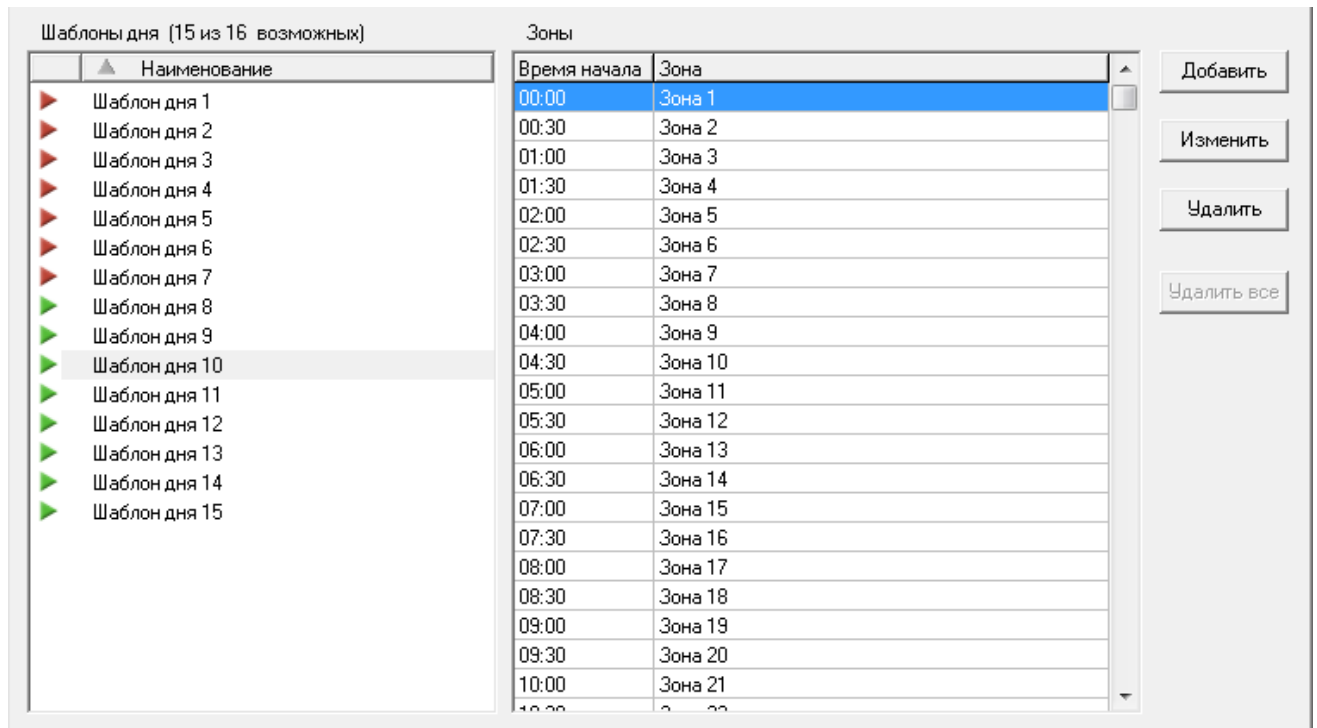 Шаблоны дня (15 из 16 возможных)
Наименование
Шаблон дня 1
Шаблон дня 2
Шаблон дня 3
Шаблон дня 4
Шаблон дня 5
Шаблон дня 6
Шаблон дня 7
Шаблон дня 8
Шаблон дня 9
Шаблон дня 10
Шаблон дня 11
Шаблон дня 12
Шаблон дня 13
Шаблон дня 14
Шаблон дня 15
Зоны
Время начала Зона
00:00 Зона 1
00:30 Зона 2
01:00 Зона 3
01:30 Зона 4
02:00 Зона 5
02:30 Зона 6
03:00 Зона 7
03:30 Зона 8
04:00 Зона 9
04:30 Зона 10
05:00 Зона 11
05:30 Зона 12
06:00 Зона 13
06:30 Зона 14
07:00 Зона 15
07:30 Зона 16
08:00 Зона 17
08:30 Зона 18
09:00 Зона 19
09:30 Зона 20
10:00 Зона 21
Добавить
Изменить
Удалить
Удалить все